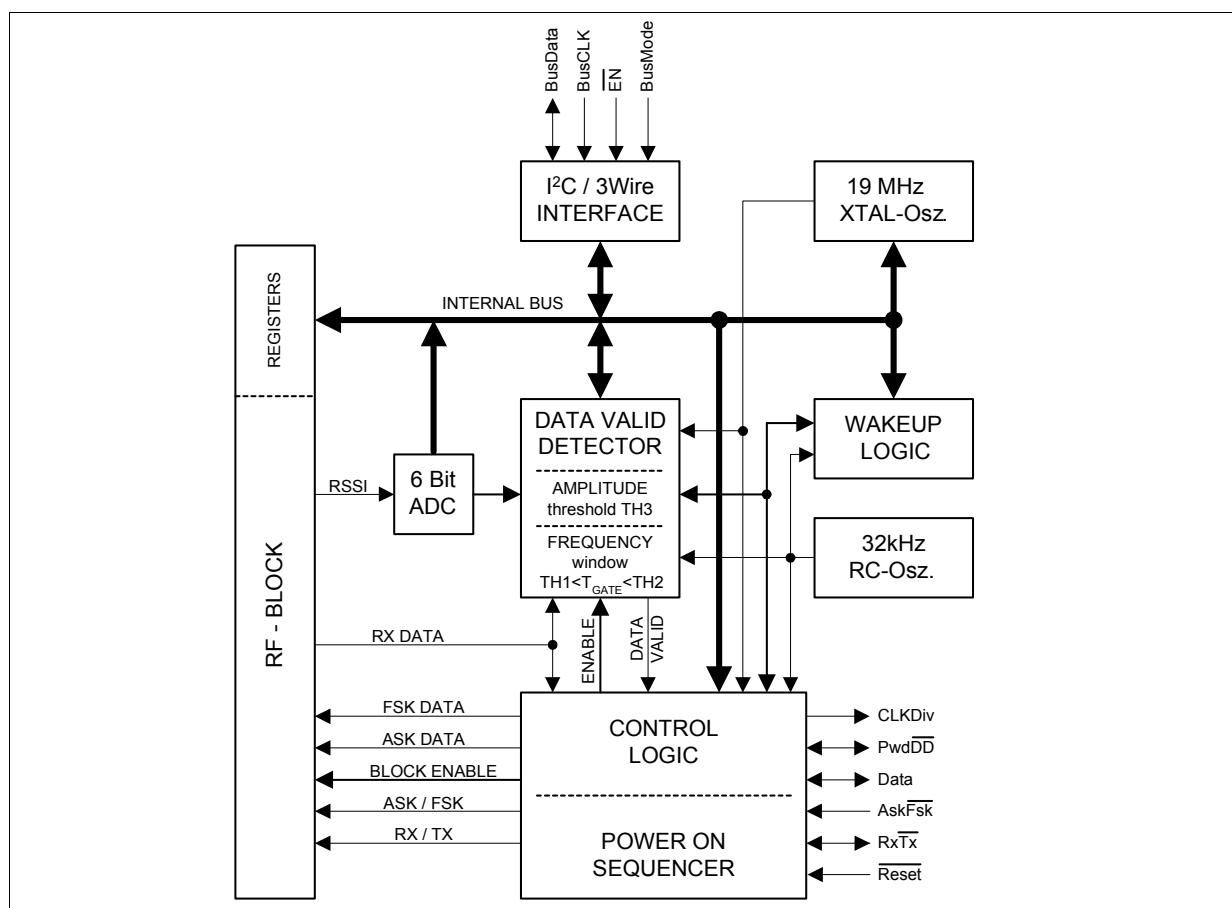 BusData
BusCLK
EN
BusMode
I²C / 3Wire
INTERFACE
19 MHz
XTAL-Osz.
REGISTERS
INTERNAL BUS
DATA VALID
DETECTOR
WAKEUP
LOGIC
RSSI
6 Bit
ADC
AMPLITUDE
threshold TH3
FREQUENCY
window
TH1<T_GATE<TH2
32kHz
RC-Osz.
RF - BLOCK
RX DATA
ENABLE
DATA
VALID
FSK DATA
ASK DATA
BLOCK ENABLE
ASK / FSK
RX / TX
CONTROL
LOGIC
POWER ON
SEQUENCER
CLKDiv
PwdDD
Data
AskFsk
RxTx
Reset